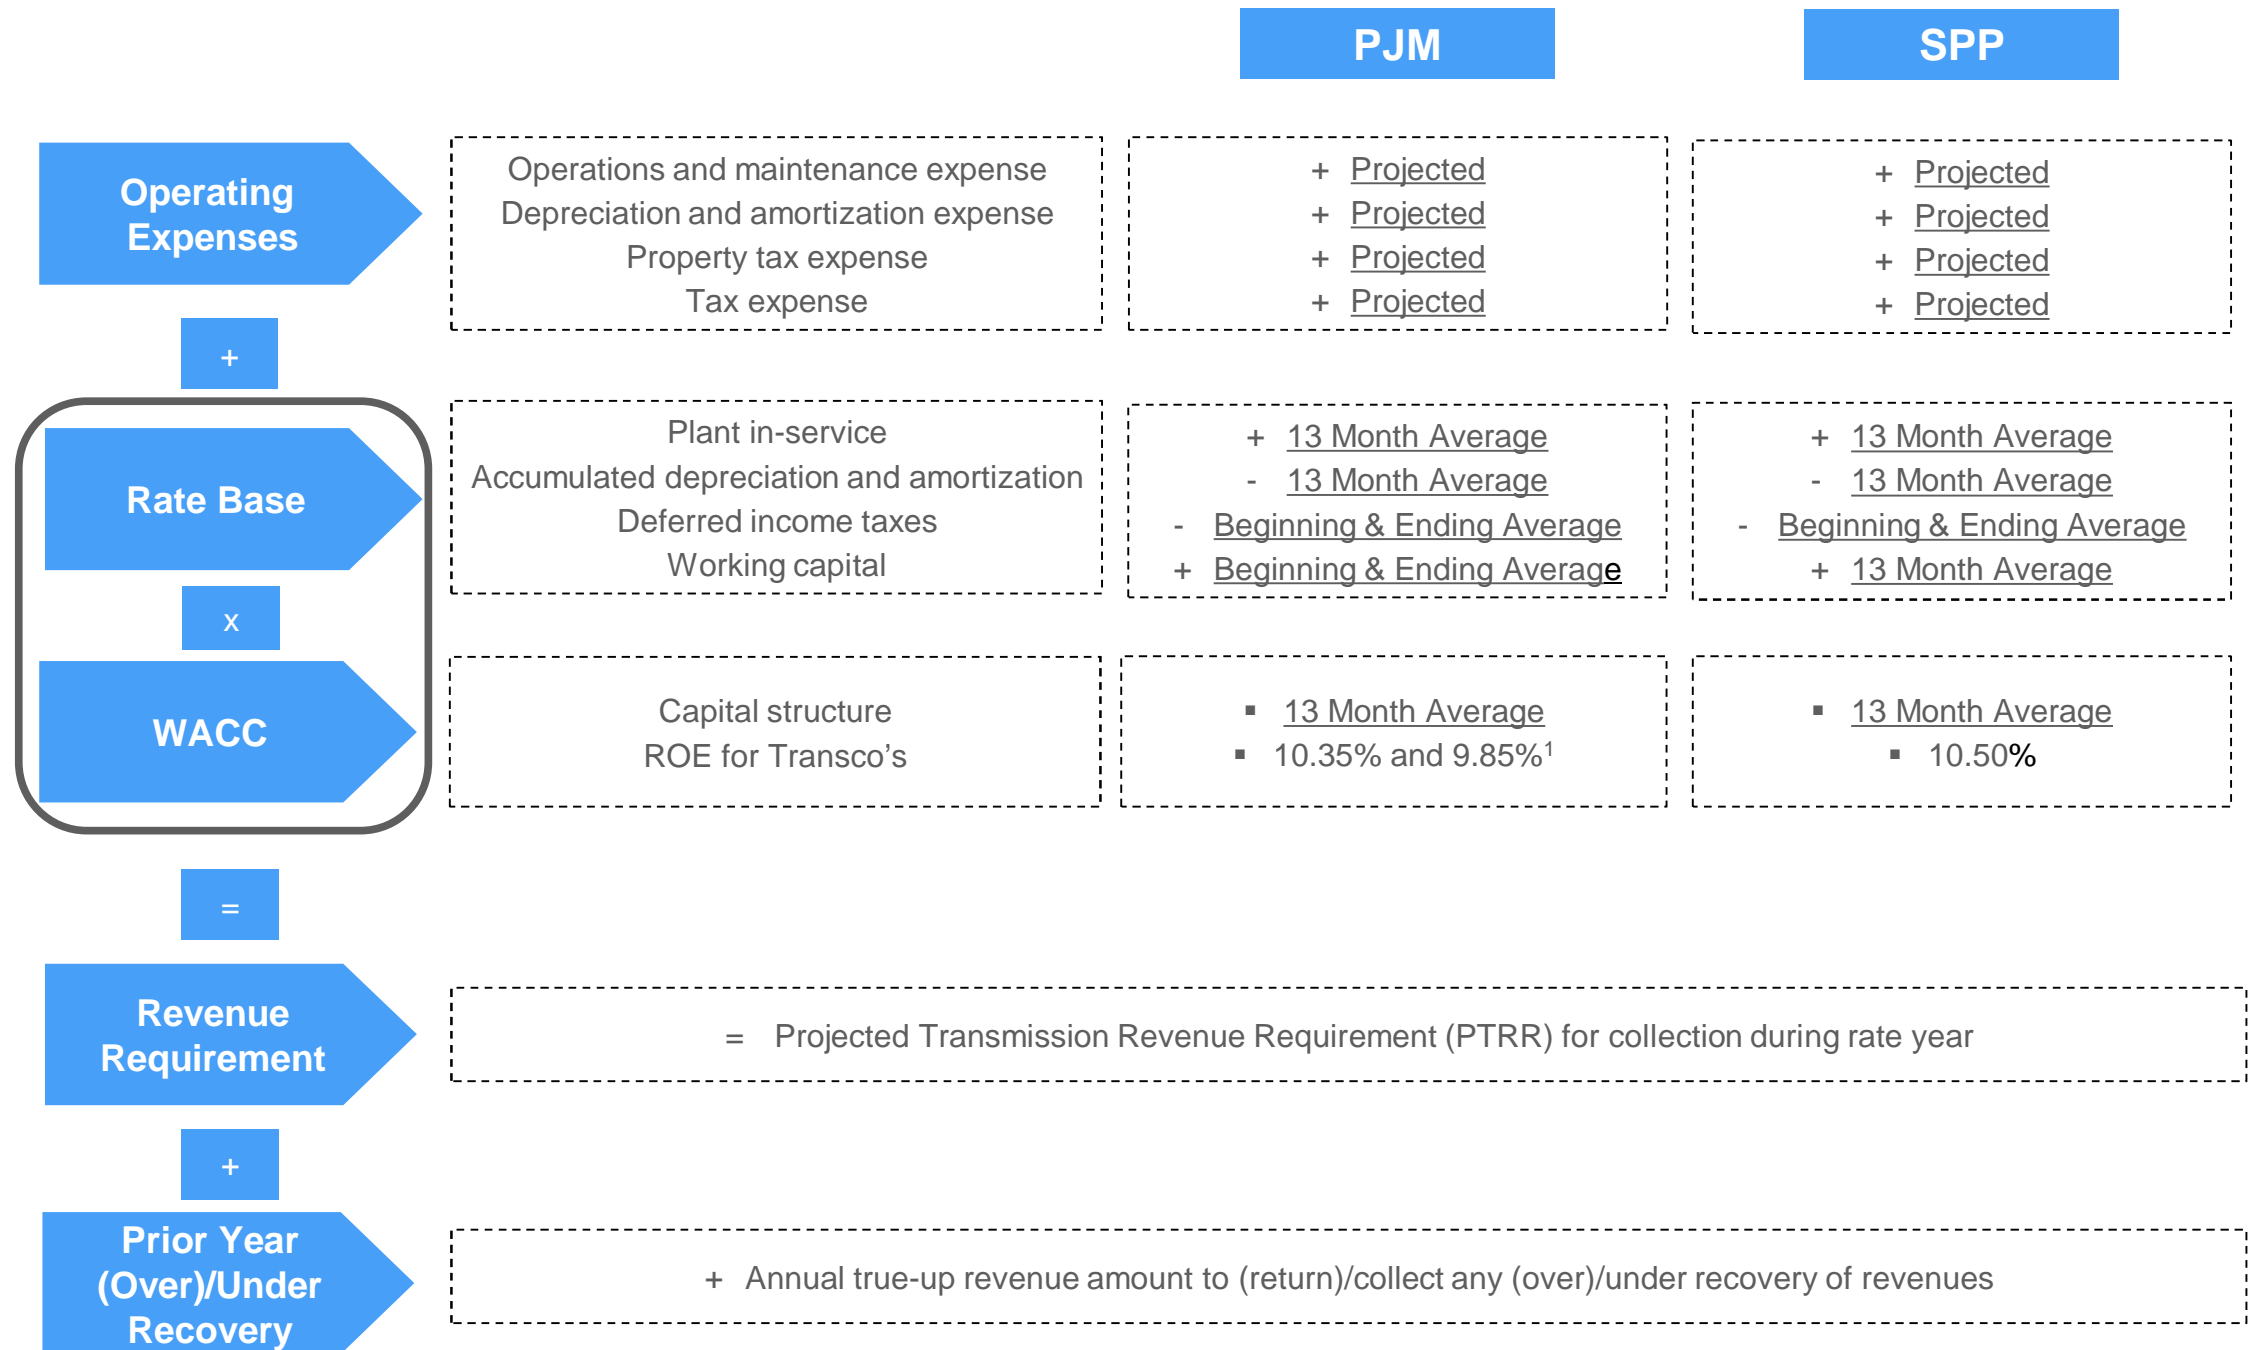 PJM
SPP
Operating
Expenses
Operations and maintenance expense
Depreciation and amortization expense
Property tax expense
Tax expense
+ Projected
+ Projected
+ Projected
+ Projected
+ Projected
+ Projected
+ Projected
+ Projected
+
Rate Base
Plant in-service
Accumulated depreciation and amortization
Deferred income taxes
Working capital
+ 13 Month Average
- 13 Month Average
- Beginning & Ending Average
+ Beginning & Ending Average
+ 13 Month Average
- 13 Month Average
- Beginning & Ending Average
+ 13 Month Average
x
WACC
Capital structure
ROE for Transco’s
▪ 13 Month Average
▪ 10.35% and 9.85%¹
▪ 13 Month Average
▪ 10.50%
=
Revenue
Requirement
= Projected Transmission Revenue Requirement (PTRR) for collection during rate year
+
Prior Year
(Over)/Under
Recovery
+ Annual true-up revenue amount to (return)/collect any (over)/under recovery of revenues